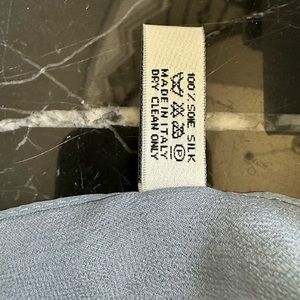 100% SOIE SILK
P
MADE IN ITALY
DRY CLEAN ONLY